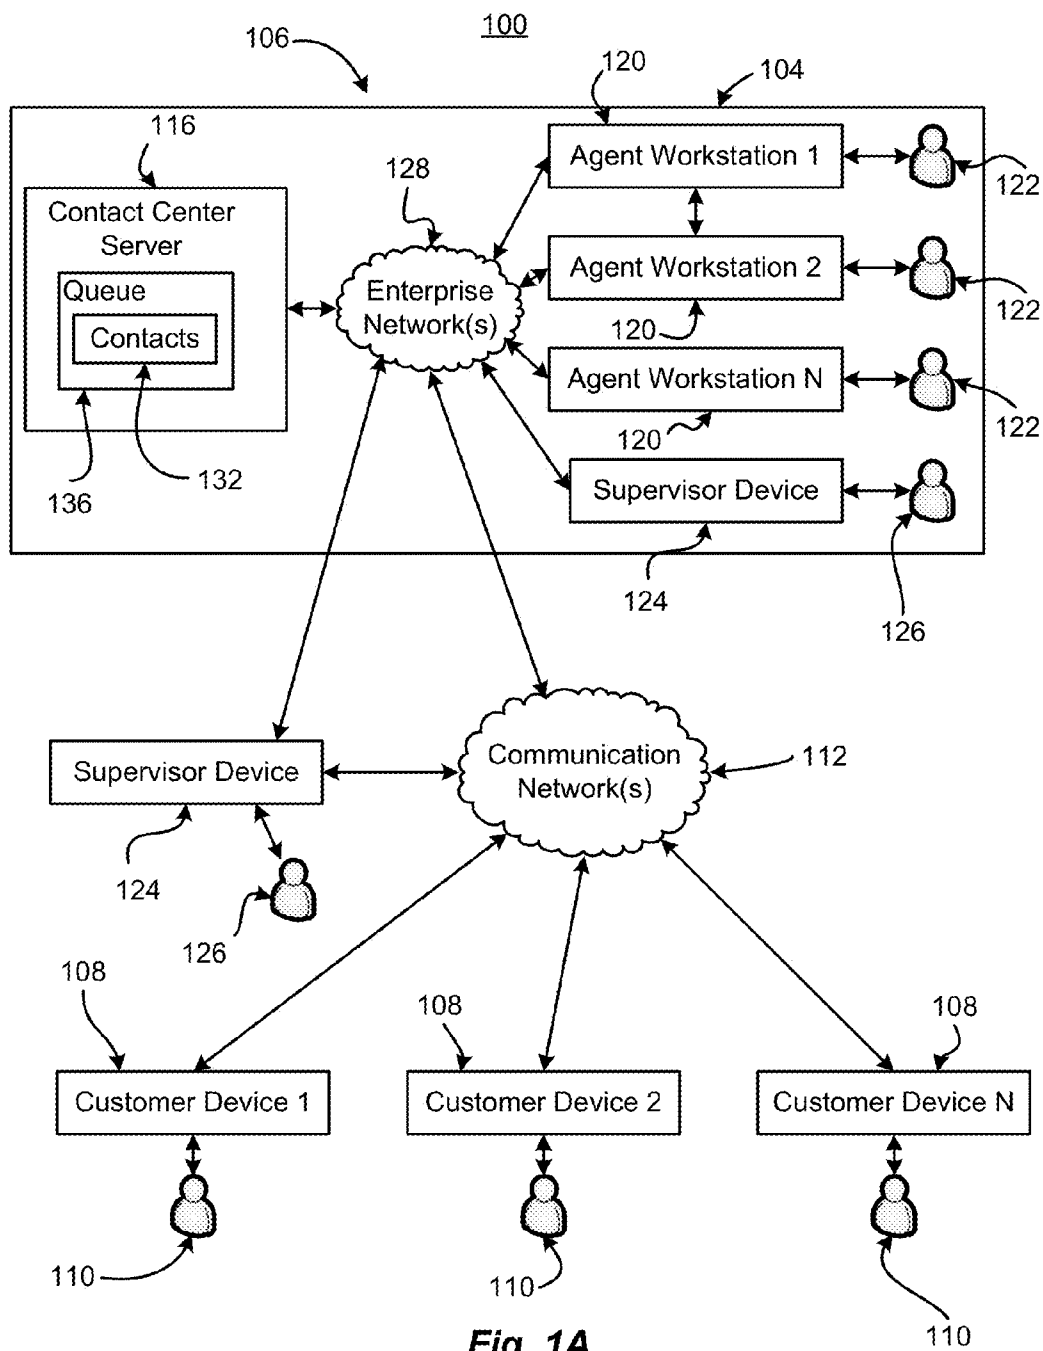 100
106
120
104
116
Agent Workstation 1
122
128
Contact Center
Server
Agent Workstation 2
122
Queue
Enterprise
Network(s)
Contacts
120
Agent Workstation N
122
120
136
132
Supervisor Device
124
126
Supervisor Device
Communication
Network(s)
112
124
126
108
108
108
Customer Device 1
Customer Device 2
Customer Device N
110
110
110
Fig. 1A